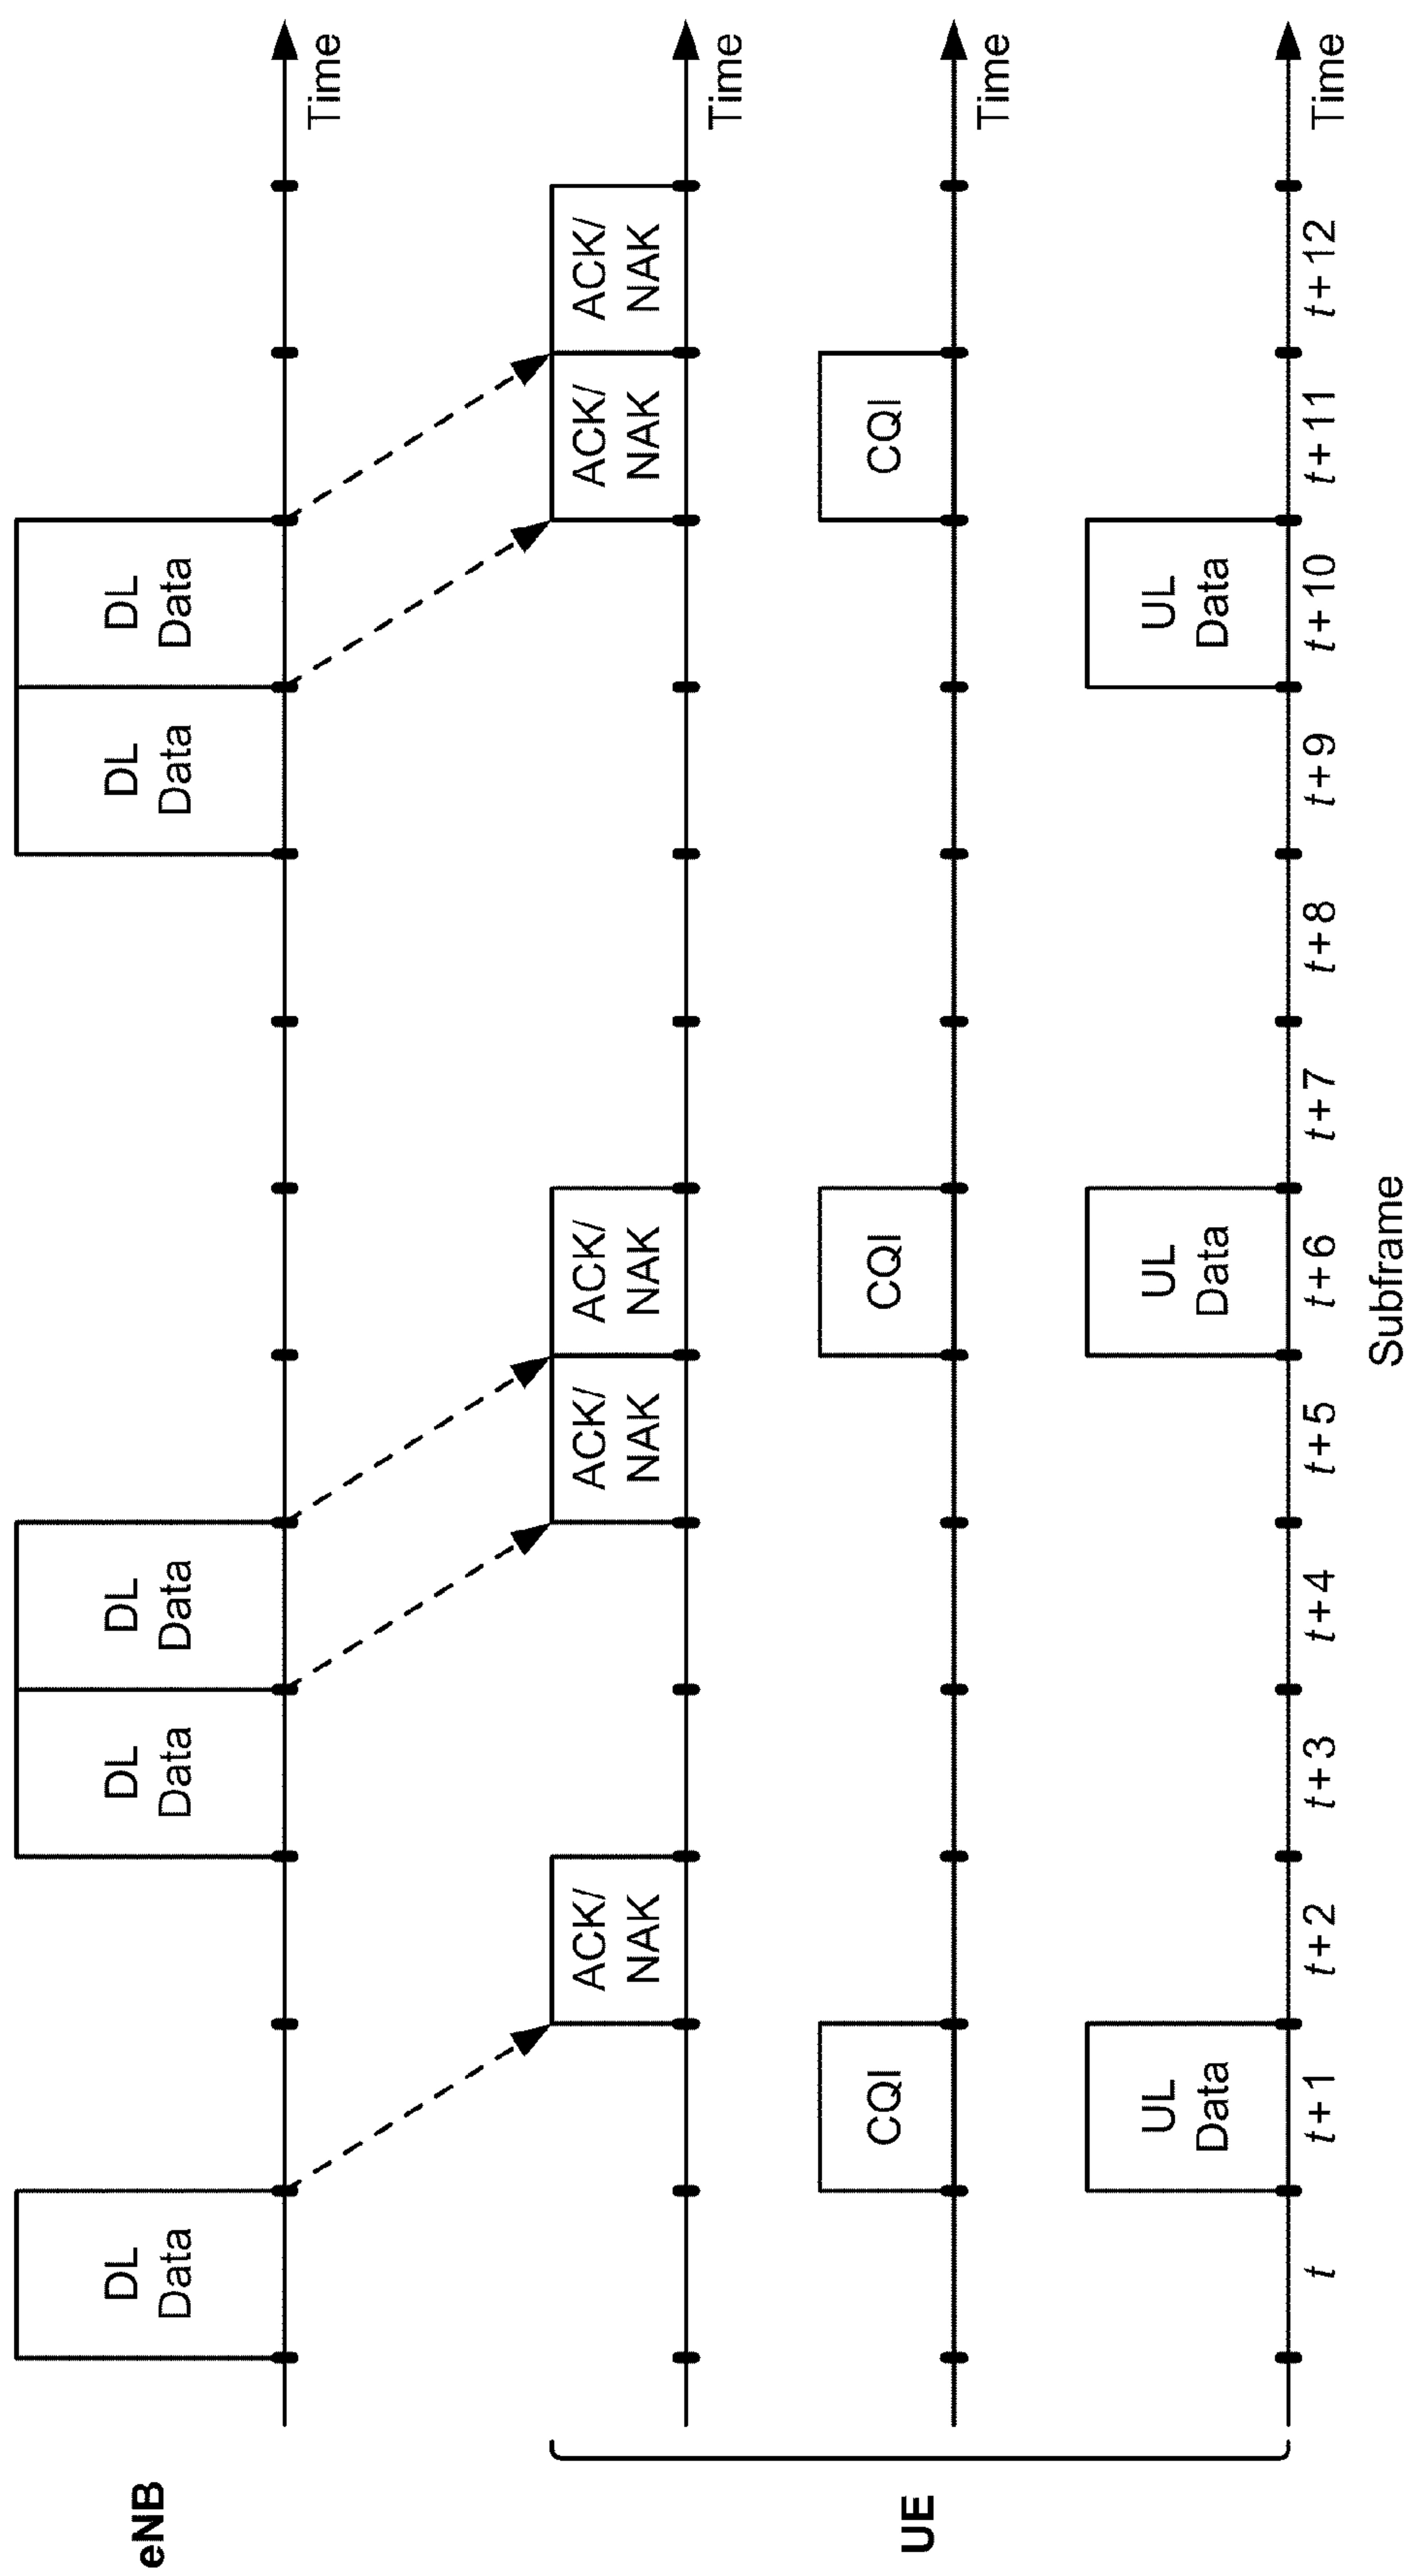 eNB
DL
Data
DL
Data
DL
Data
DL
Data
DL
Data
Time
UE
ACK/
NAK
ACK/
NAK
ACK/
NAK
ACK/
NAK
ACK/
NAK
Time
CQI
CQI
CQI
Time
UL
Data
UL
Data
UL
Data
Time
t
t + 1
t + 2
t + 3
t + 4
t + 5
t + 6
t + 7
t + 8
t + 9
t + 10
t + 11
t + 12
Subframe